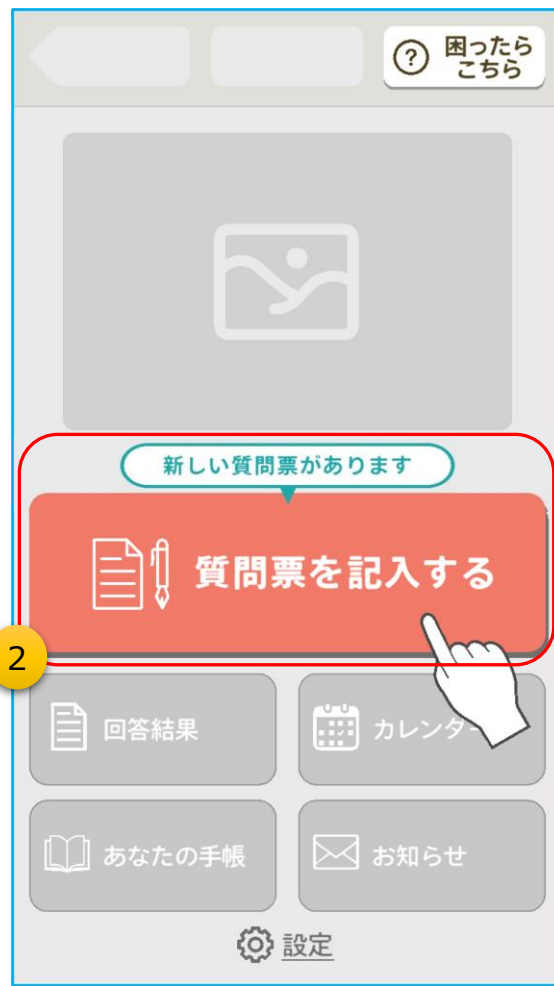 ?
困ったら
こちら
新しい質問票があります
質問票を記入する
2
回答結果
カレンダー
あなたの手帳
お知らせ
設定